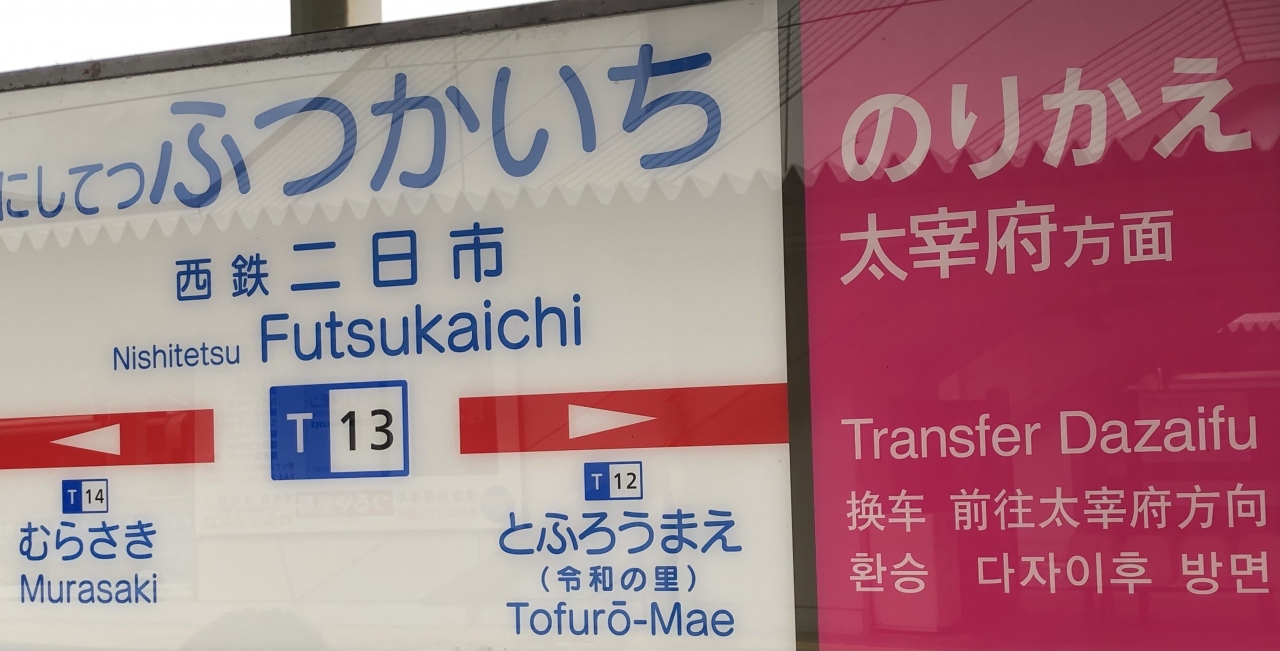 にしてつふつかいち
西鉄二日市
Nishitetsu Futsukaichi
T 13
T 14
むらさき
Murasaki
T 12
とふろうまえ
(令和の里)
Tofurō-Mae
のりかえ
太宰府方面
Transfer Dazaifu
换车 前往太宰府方向
환승 다자이후 방면